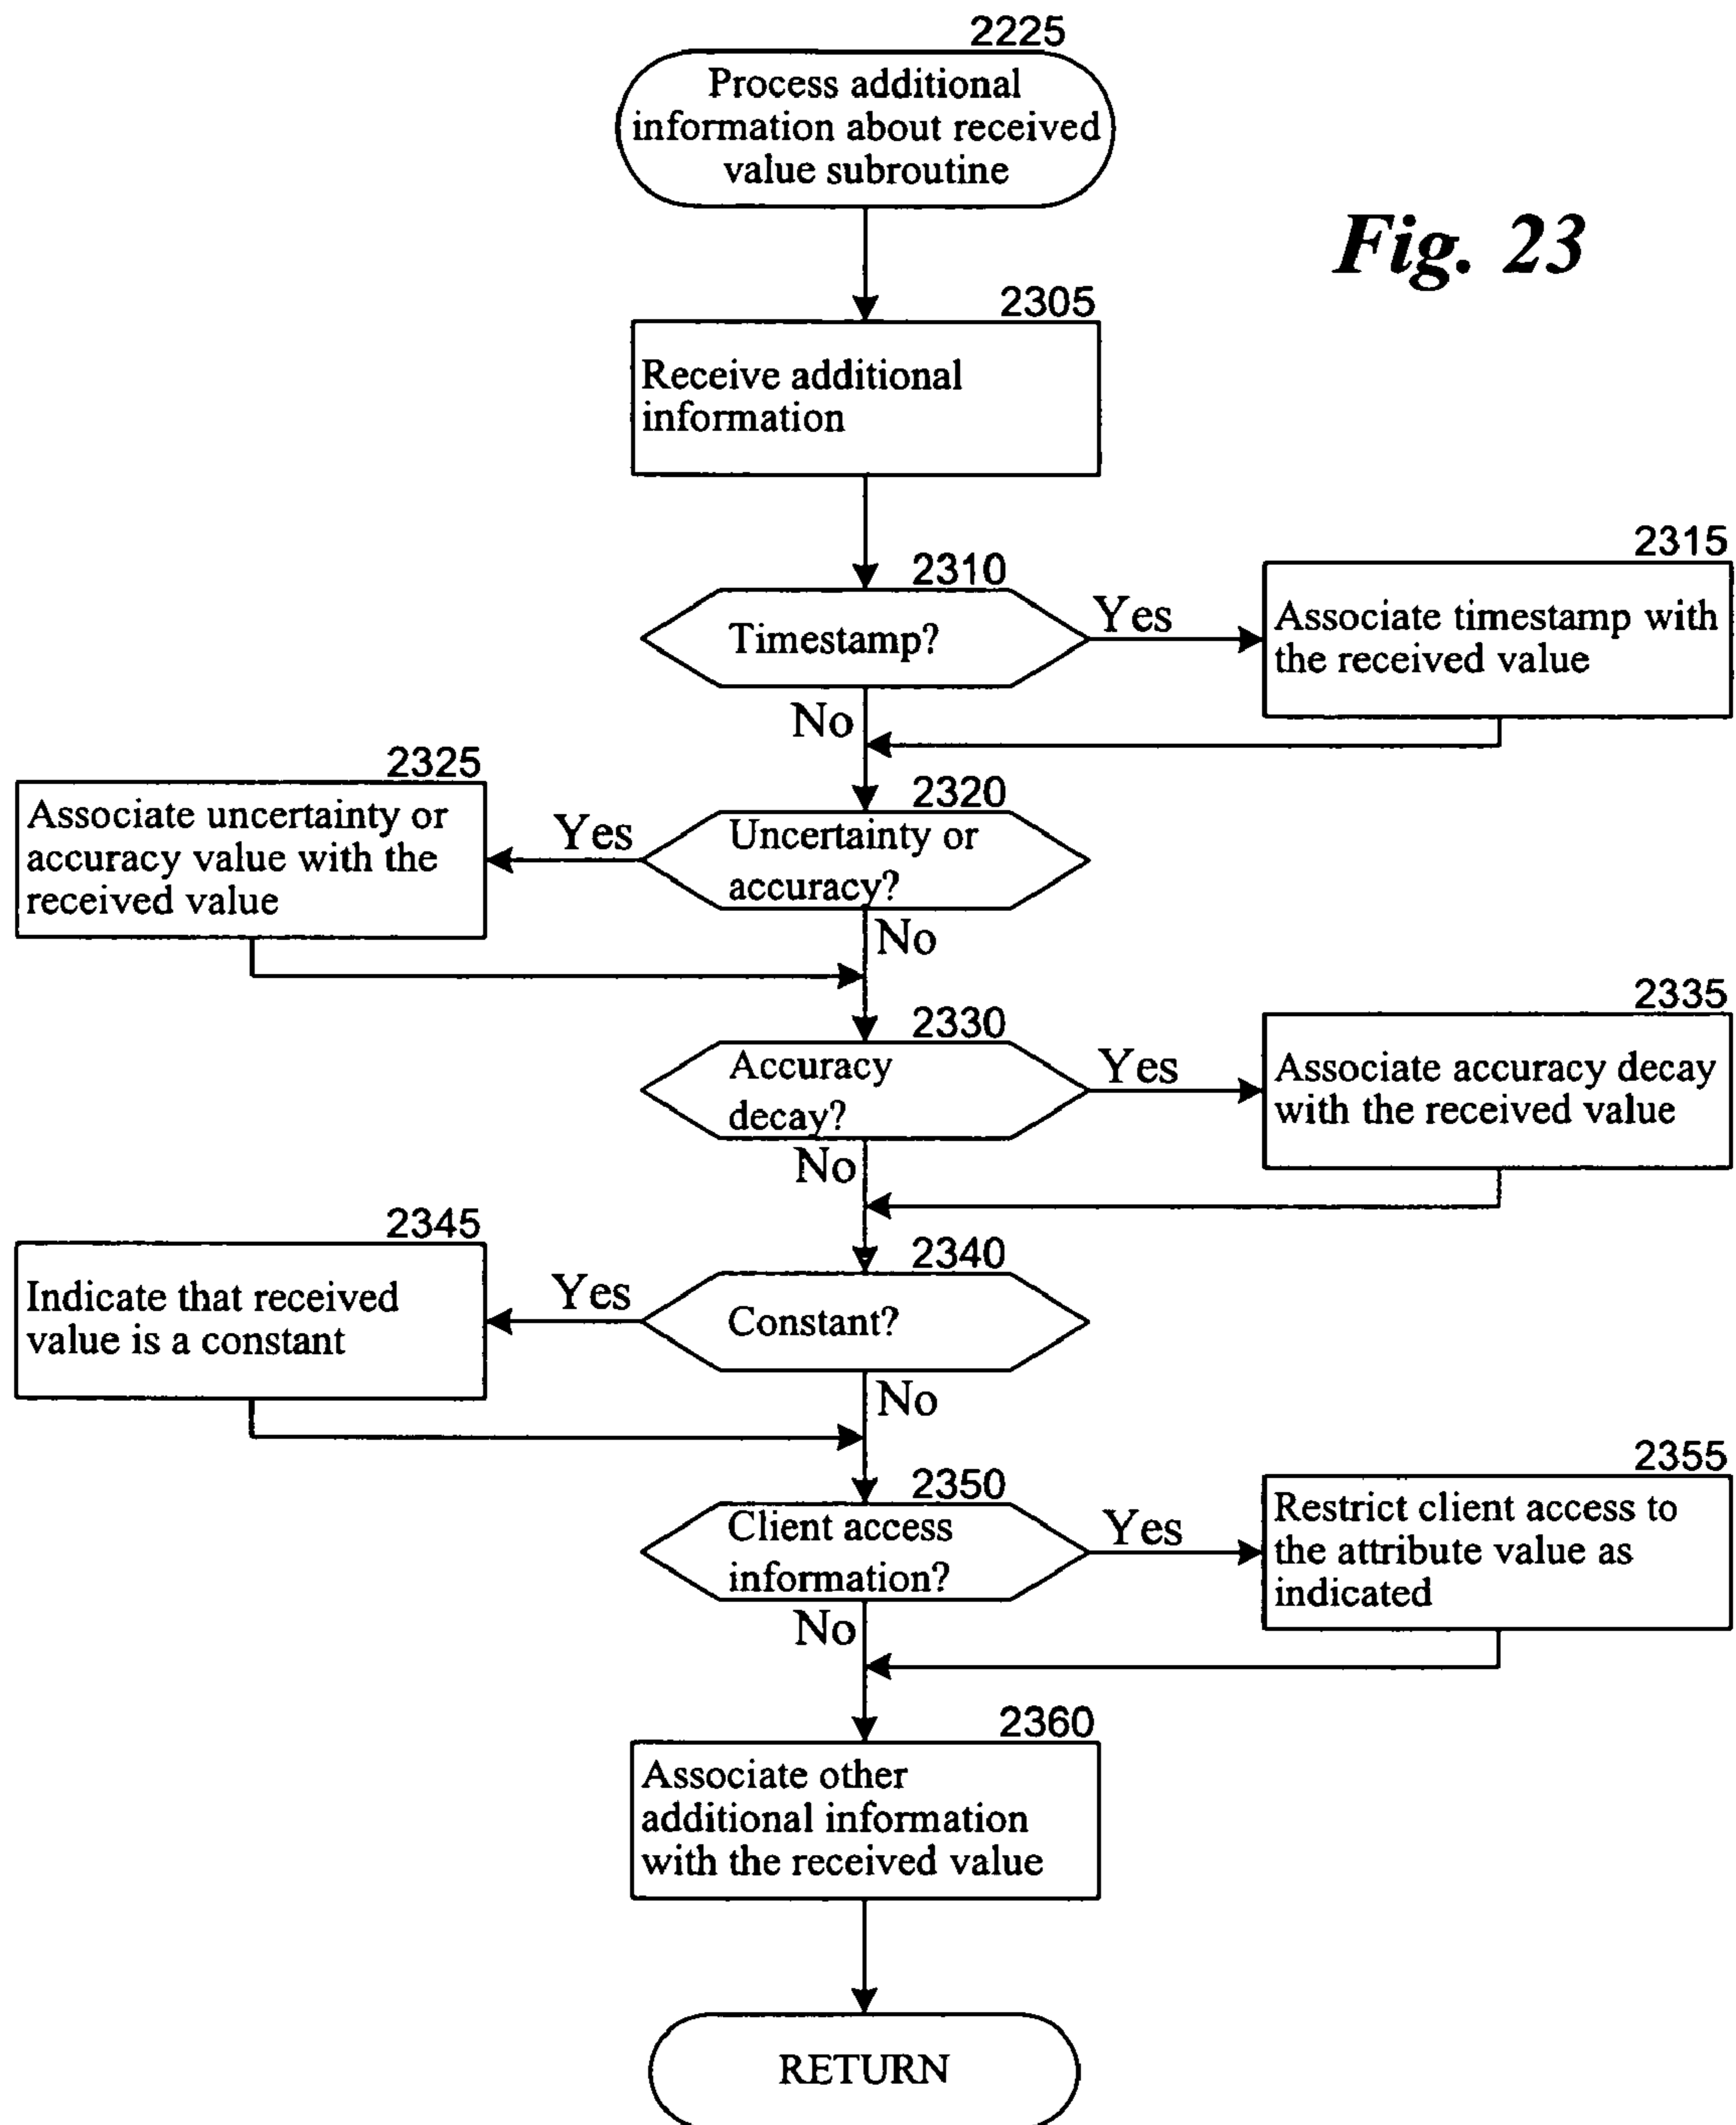 2225
Process additional
information about received
value subroutine
Fig. 23
2305
Receive additional
information
2310
Timestamp?
Yes
No
2315
Associate timestamp with
the received value
2325
Associate uncertainty or
accuracy value with the
received value
2320
Uncertainty or
accuracy?
Yes
No
2330
Accuracy
decay?
Yes
No
2335
Associate accuracy decay
with the received value
2345
Indicate that received
value is a constant
2340
Constant?
Yes
No
2350
Client access
information?
Yes
No
2355
Restrict client access to
the attribute value as
indicated
2360
Associate other
additional information
with the received value
RETURN